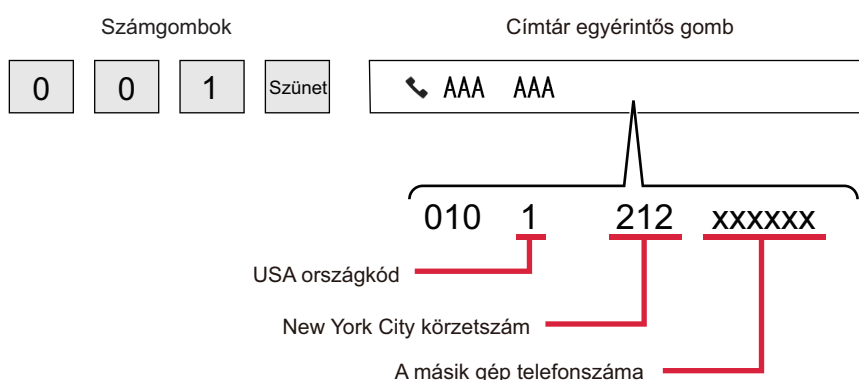 Számgombok
Címtár egyérintős gomb
0 0 1 Szünet
AAA AAA
010 1 212 xxxxxx
USA országkód
New York City körzetszám
A másik gép telefonszáma